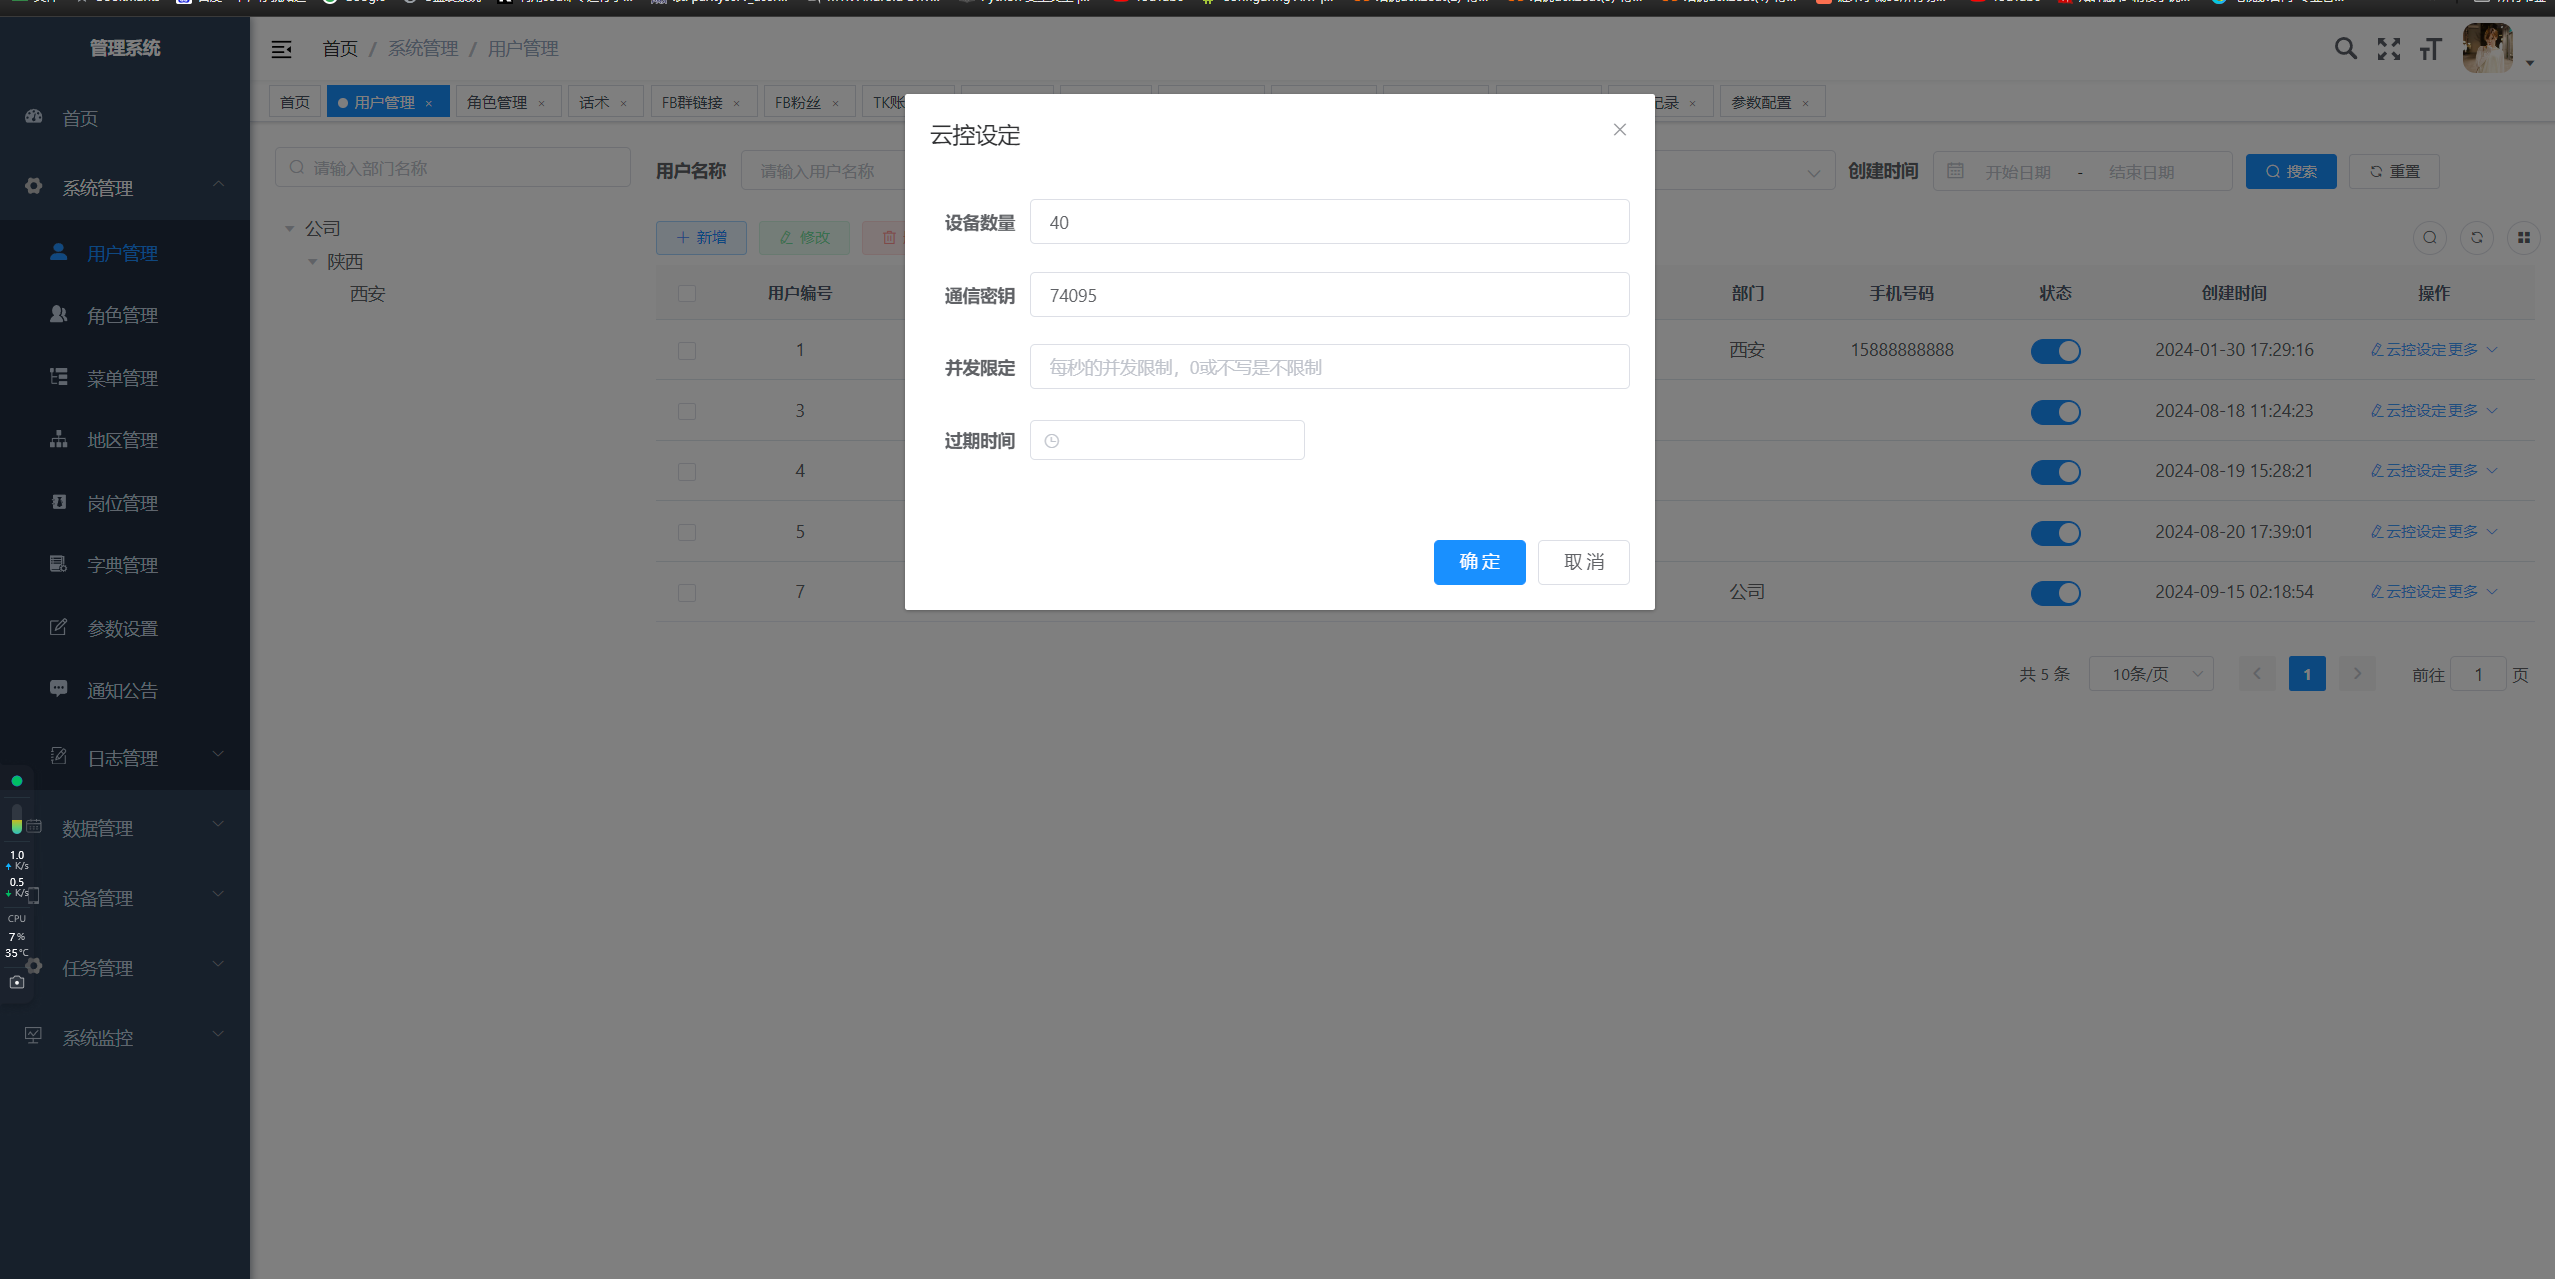 管理系统
首页 / 系统管理 / 用户管理
首页
用户管理 ×
角色管理 ×
话术 ×
FB群链接 ×
FB粉丝 ×
TK账
记录 ×
参数配置 ×
首页
系统管理
用户管理
角色管理
菜单管理
地区管理
岗位管理
字典管理
参数设置
通知公告
日志管理
数据管理
设备管理
任务管理
系统监控
1.0
K/s
0.5
K/s
CPU
7%
35°C
请输入部门名称
公司
陕西
西安
用户名称 请输入用户名称
创建时间 开始日期 - 结束日期
搜索 重置
新增 修改
用户编号 部门 手机号码 状态 创建时间 操作
1 西安 15888888888 2024-01-30 17:29:16 云控设定 更多
3 2024-08-18 11:24:23 云控设定 更多
4 2024-08-19 15:28:21 云控设定 更多
5 2024-08-20 17:39:01 云控设定 更多
7 公司 2024-09-15 02:18:54 云控设定 更多
共 5 条 10条/页 1 前往 1 页
云控设定
设备数量 40
通信密钥 74095
并发限定 每秒的并发限制，0或不写是不限制
过期时间
确定 取消